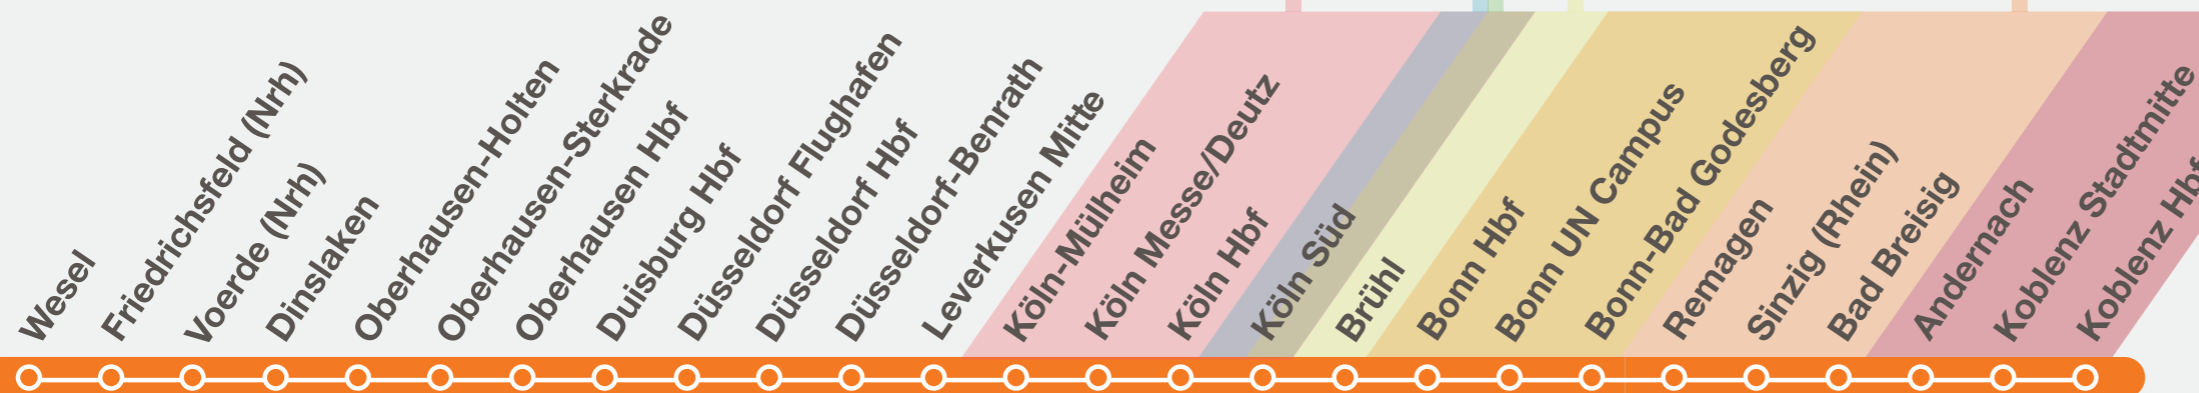 Wesel
Friedrichsfeld (Nrh)
Voerde (Nrh)
Dinslaken
Oberhausen-Holten
Oberhausen-Sterkrade
Oberhausen Hbf
Duisburg Hbf
Düsseldorf Flughafen
Düsseldorf Hbf
Düsseldorf-Benrath
Leverkusen Mitte
Köln-Mülheim
Köln Messe/Deutz
Köln Hbf
Köln Süd
Brühl
Bonn Hbf
Bonn UN Campus
Bonn-Bad Godesberg
Remagen
Sinzig (Rhein)
Bad Breisig
Andernach
Koblenz Stadtmitte
Koblenz Hbf